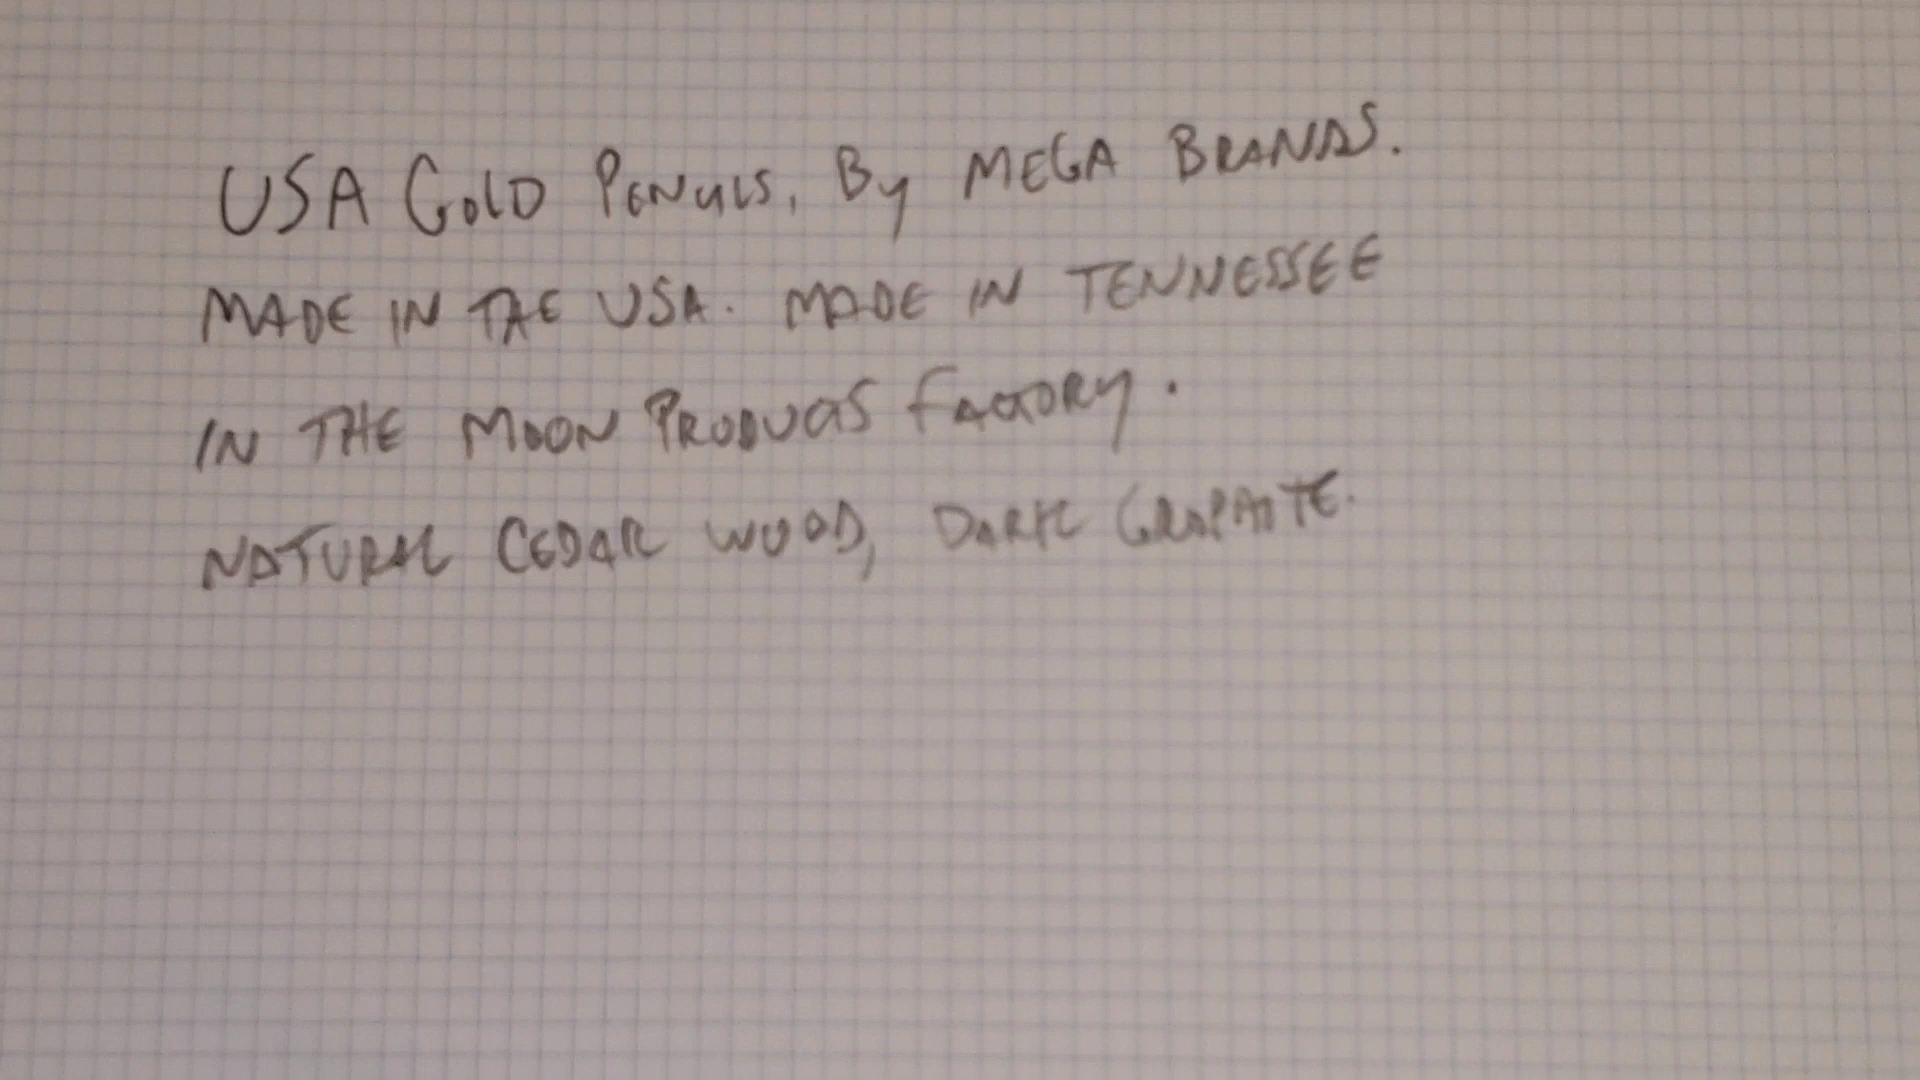 USA Gold Pencils, By MEGA BRANDS.
MADE IN THE USA. MADE IN TENNESSEE
IN THE MOON PRODUCTS FACTORY.
NATURAL CEDAR WOOD, DARK GRAPHITE.